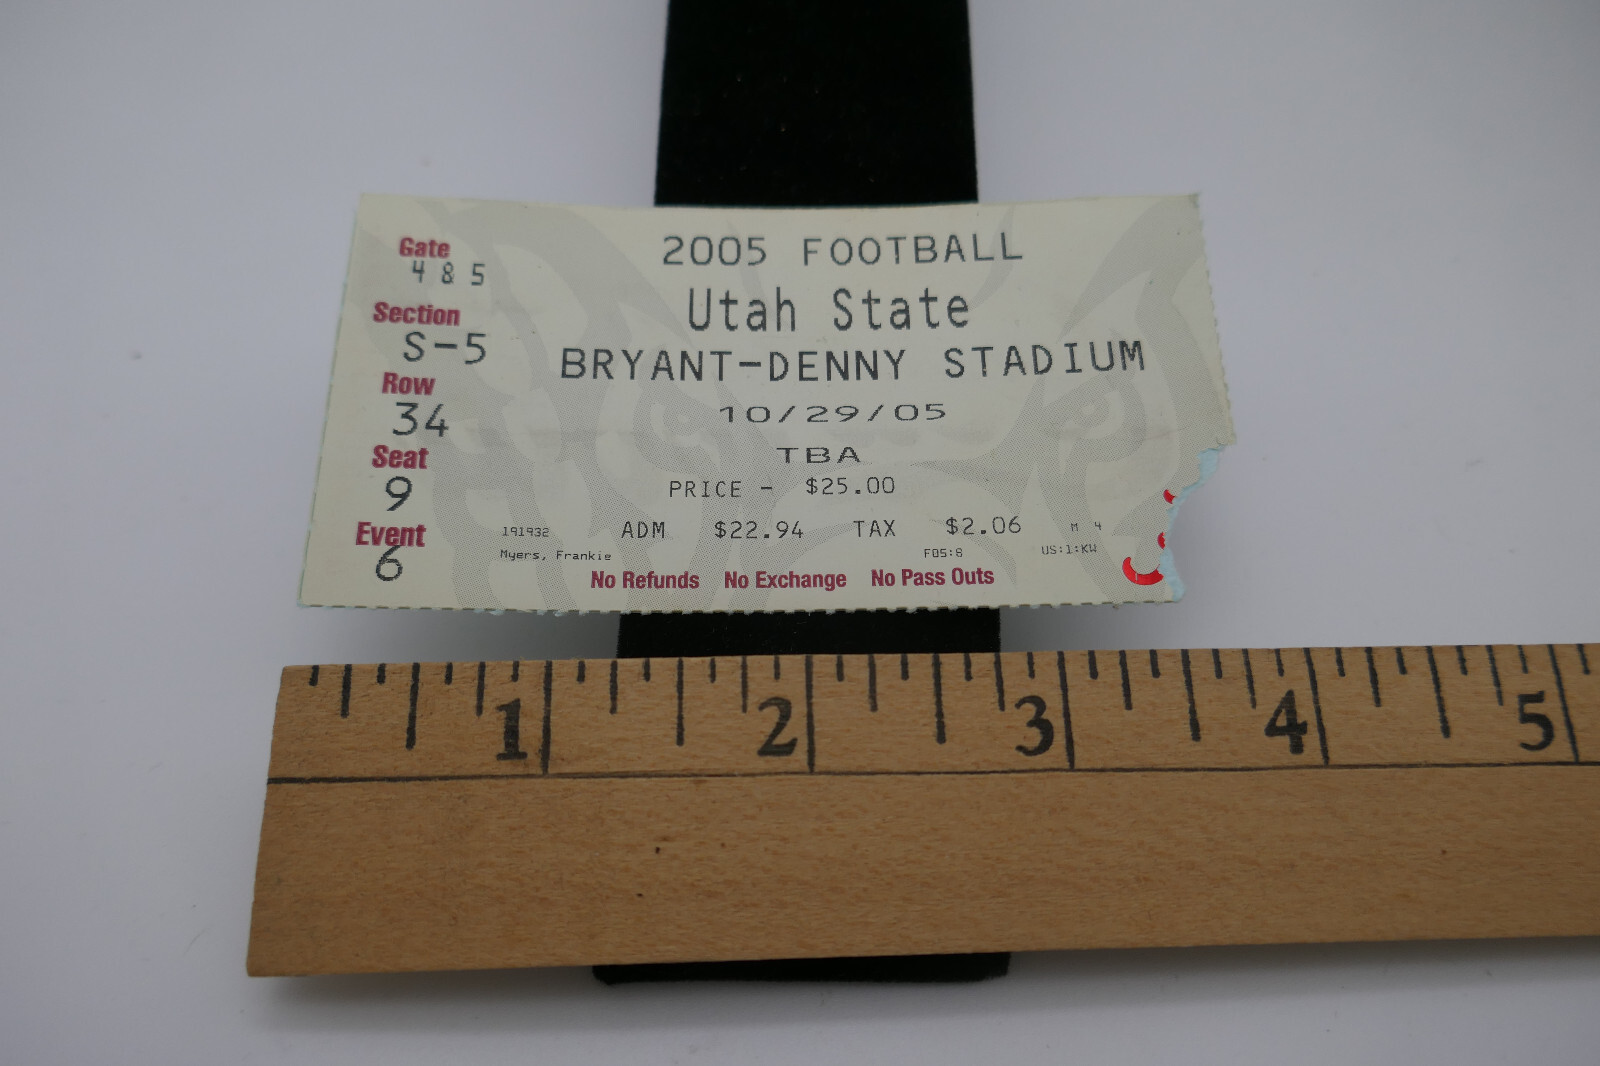 Gate
4 & 5
Section
S-5
Row
34
Seat
9
Event
6
2005 FOOTBALL
Utah State
BRYANT-DENNY STADIUM
10/29/05
TBA
PRICE - $25.00
191932 ADM $22.94 TAX $2.06 M 4
Myers, Frankie F05:8 US:1:KW
No Refunds No Exchange No Pass Outs
1 2 3 4 5